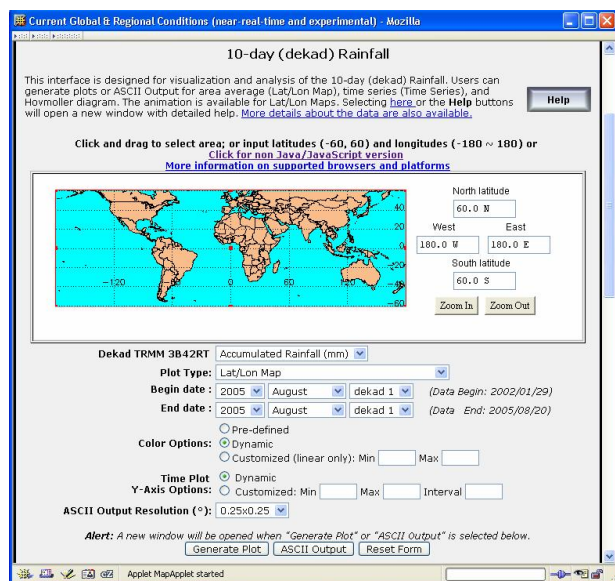 Current Global & Regional Conditions (near-real-time and experimental) - Mozilla
10-day (dekad) Rainfall
This interface is designed for visualization and analysis of the 10-day (dekad) Rainfall. Users can
generate plots or ASCII Output for area average (Lat/Lon Map), time series (Time Series), and
Hovmoller diagram. The animation is available for Lat/Lon Maps. Selecting here or the Help buttons
will open a new window with detailed help. More details about the data are also available.
Help
Click and drag to select area; or input latitudes (-60, 60) and longitudes (-180 ~ 180) or
Click for non Java/JavaScript version
More information on supported browsers and platforms
40
20
0
-20
-40
-60
-120
-60
0
60
120
North latitude
60.0 N
West East
180.0 W 180.0 E
South latitude
60.0 S
Zoom In Zoom Out
Dekad TRMM 3B42RT Accumulated Rainfall (mm)
Plot Type: Lat/Lon Map
Begin date : 2005 August dekad 1 (Data Begin: 2002/01/29)
End date : 2005 August dekad 1 (Data End: 2005/08/20)
Pre-defined
Color Options: Dynamic
Customized (linear only): Min Max
Time Plot Dynamic
Y-Axis Options: Customized: Min Max Interval
ASCII Output Resolution (°): 0.25x0.25
Alert: A new window will be opened when "Generate Plot" or "ASCII Output" is selected below.
Generate Plot ASCII Output Reset Form
Applet MapApplet started